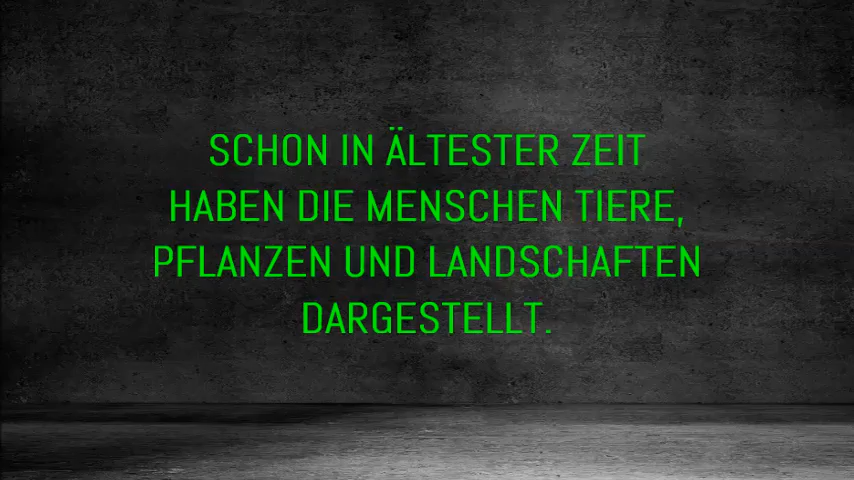 SCHON IN ÄLTESTER ZEIT
HABEN DIE MENSCHEN TIERE,
PFLANZEN UND LANDSCHAFTEN
DARGESTELLT.